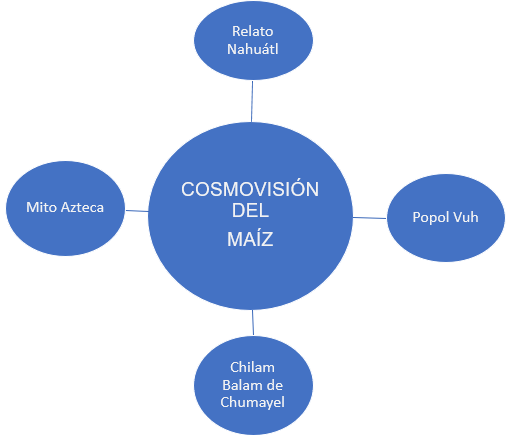 Relato
Nahuátl
COSMOVISIÓN
DEL
MAÍZ
Mito Azteca
Popol Vuh
Chilam
Balam de
Chumayel